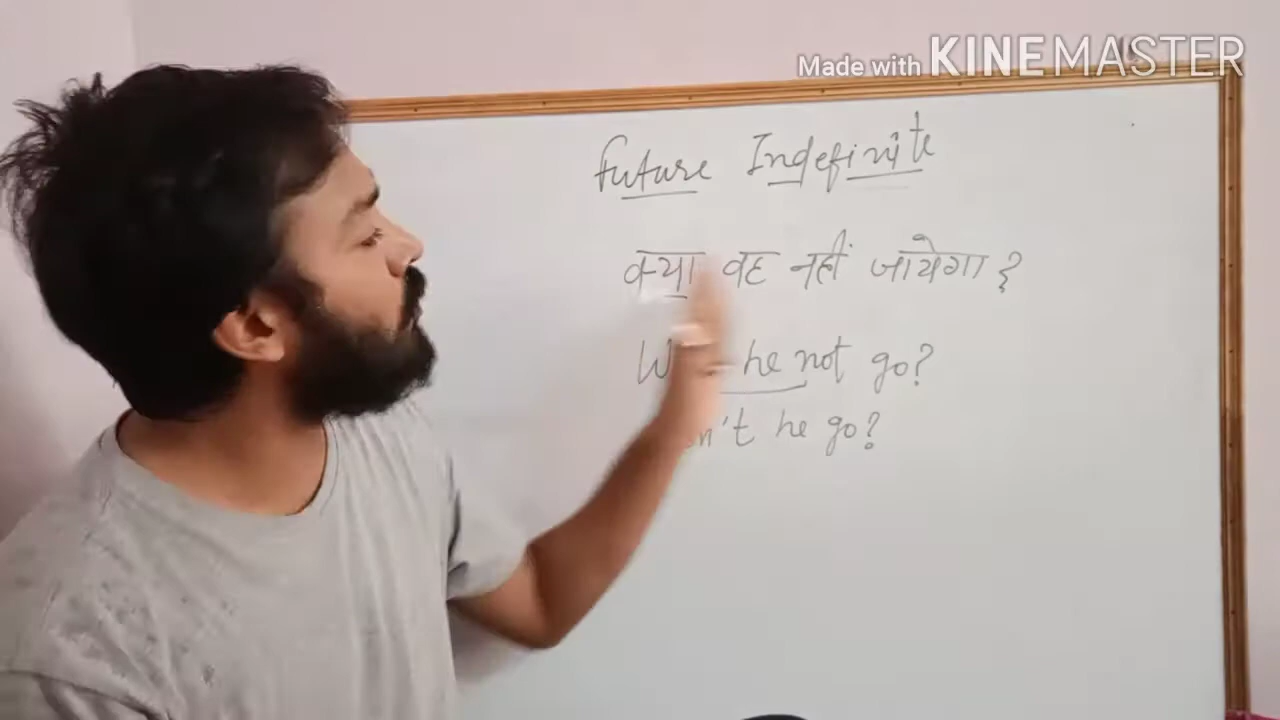 Made with KINEMASTER
Future Indefinite
क्या वह नहीं जायेगा ?
he not go?
he go?